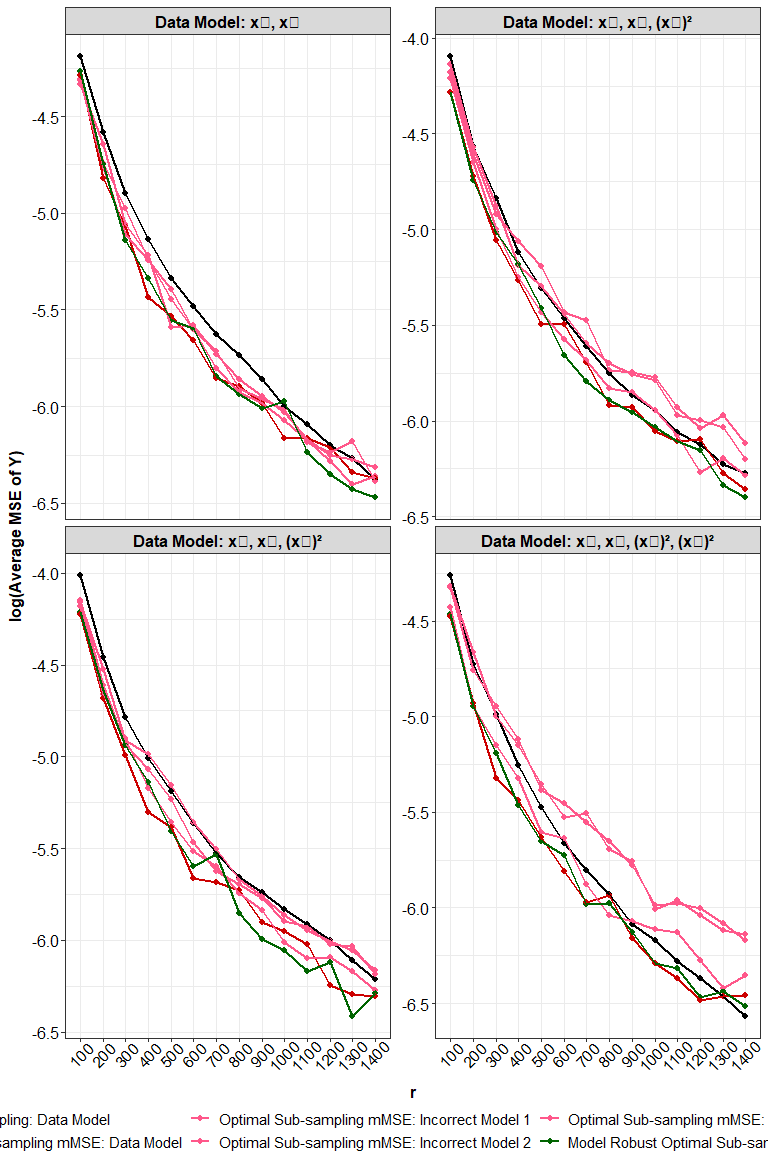 Data Model: x▯, x▯
Data Model: x▯, x▯, (x▯)²
-4.5
-5.0
-5.5
-6.0
-6.5
-4.0
-4.5
-5.0
-5.5
-6.0
-6.5
log(Average MSE of Y)
Data Model: x▯, x▯, (x▯)²
Data Model: x▯, x▯, (x▯)², (x▯)²
-4.0
-4.5
-5.0
-5.5
-6.0
-6.5
-4.5
-5.0
-5.5
-6.0
-6.5
100 200 300 400 500 600 700 800 900 1000 1100 1200 1300 1400
100 200 300 400 500 600 700 800 900 1000 1100 1200 1300 1400
r
pling: Data Model Optimal Sub-sampling mMSE: Incorrect Model 1 Optimal Sub-sampling mMSE:
sampling mMSE: Data Model Optimal Sub-sampling mMSE: Incorrect Model 2 Model Robust Optimal Sub-sa